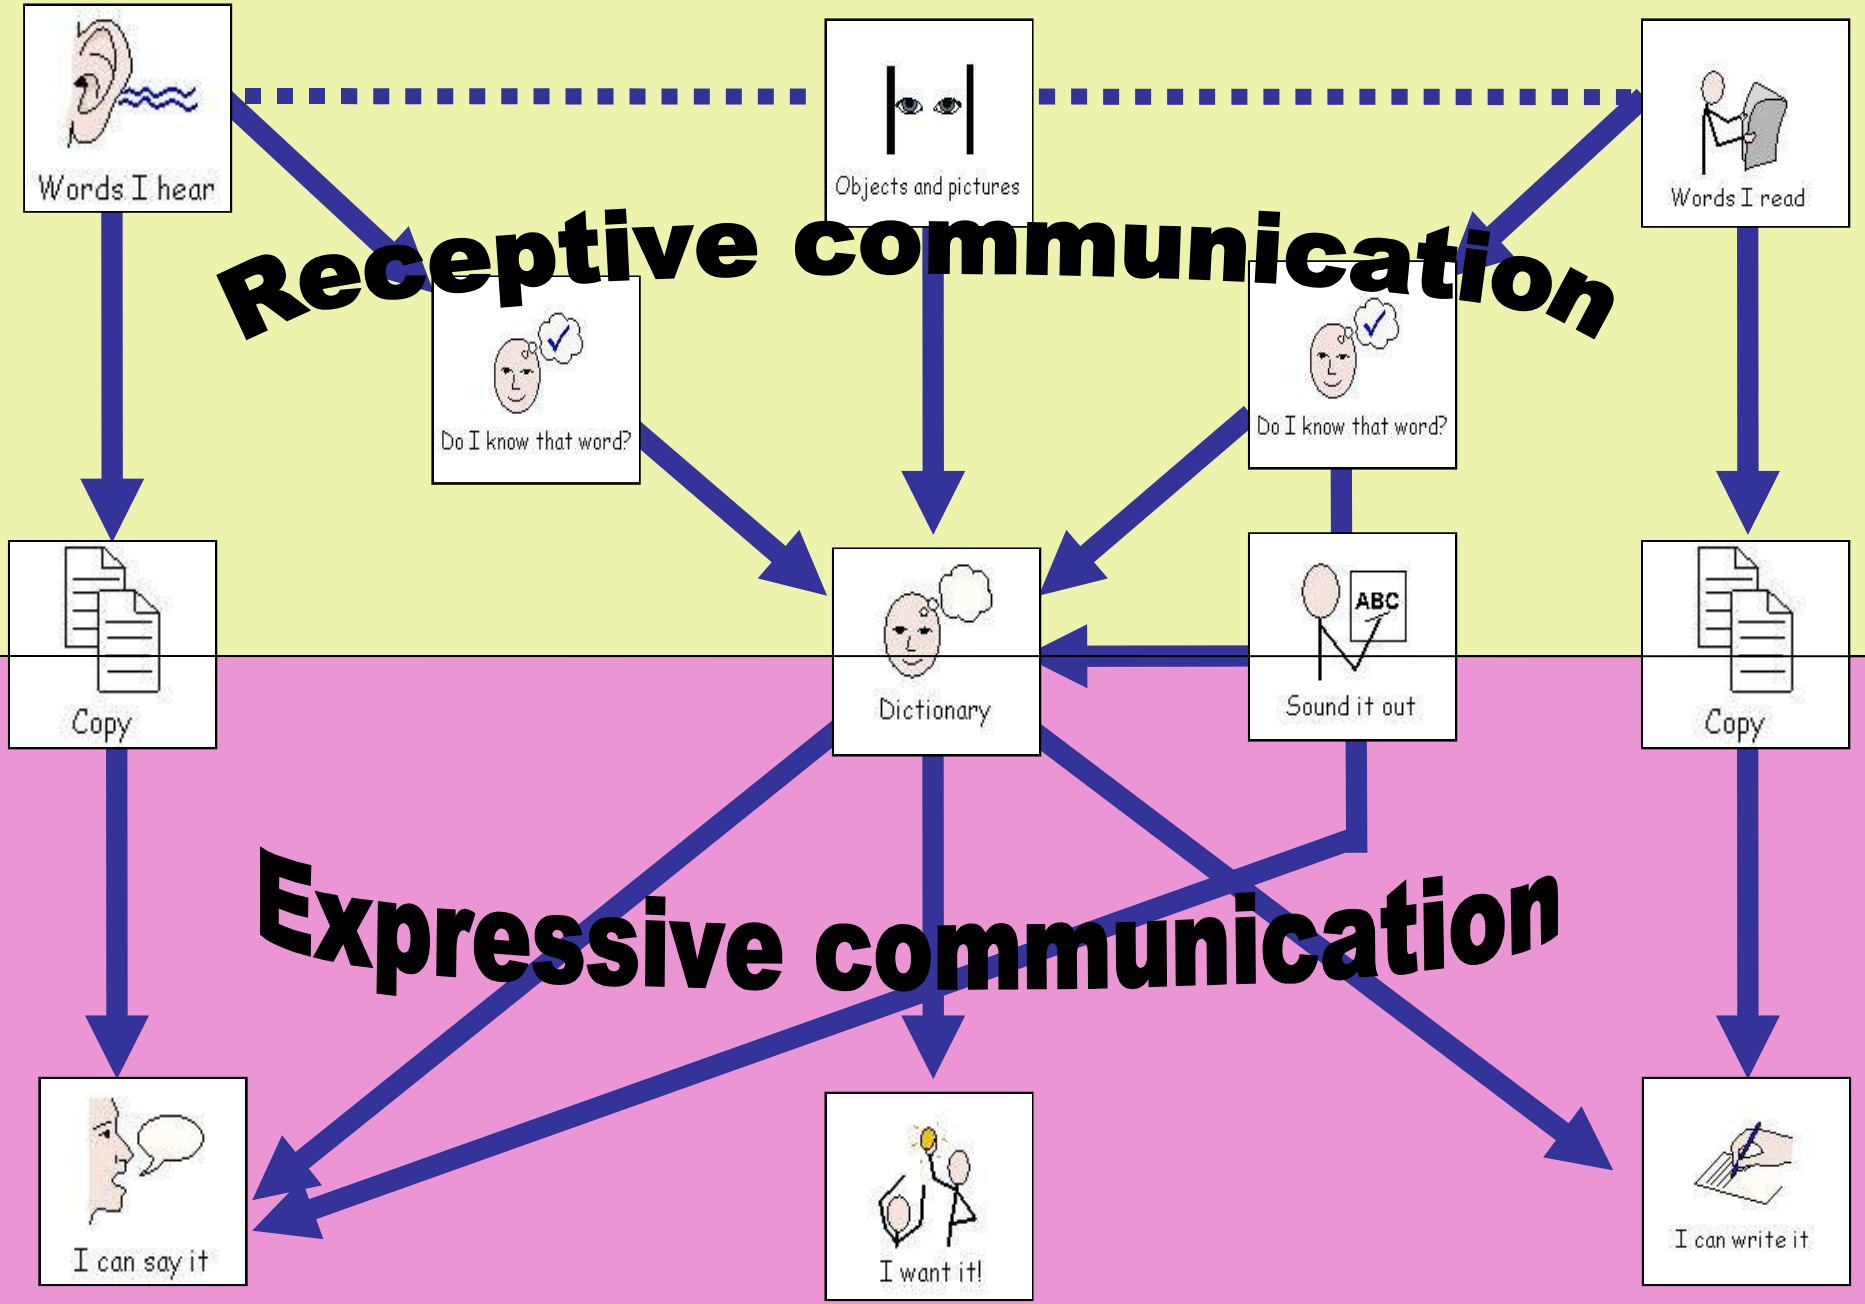 Words I hear
Objects and pictures
Words I read
Receptive communication
Do I know that word?
Do I know that word?
ABC
Copy
Dictionary
Sound it out
Copy
Expressive communication
I can say it
I want it!
I can write it